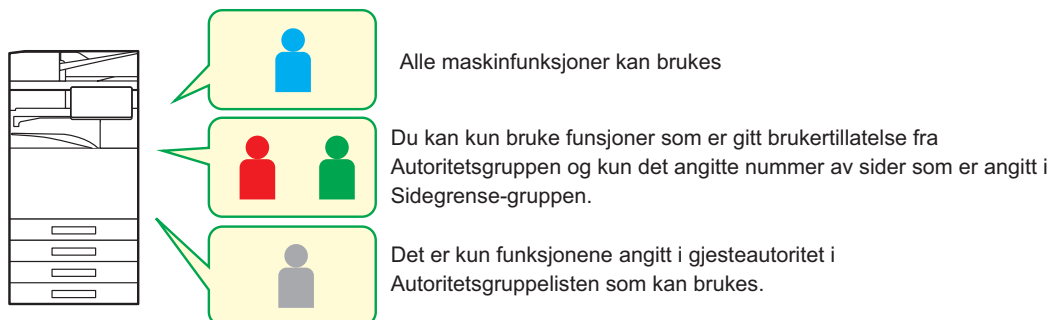 Alle maskinfunksjoner kan brukes
Du kan kun bruke funsjoner som er gitt brukertillatelse fra
Autoritetsgruppen og kun det angitte nummer av sider som er angitt i
Sidegrense-gruppen.
Det er kun funksjonene angitt i gjesteautoritet i
Autoritetsgruppelisten som kan brukes.